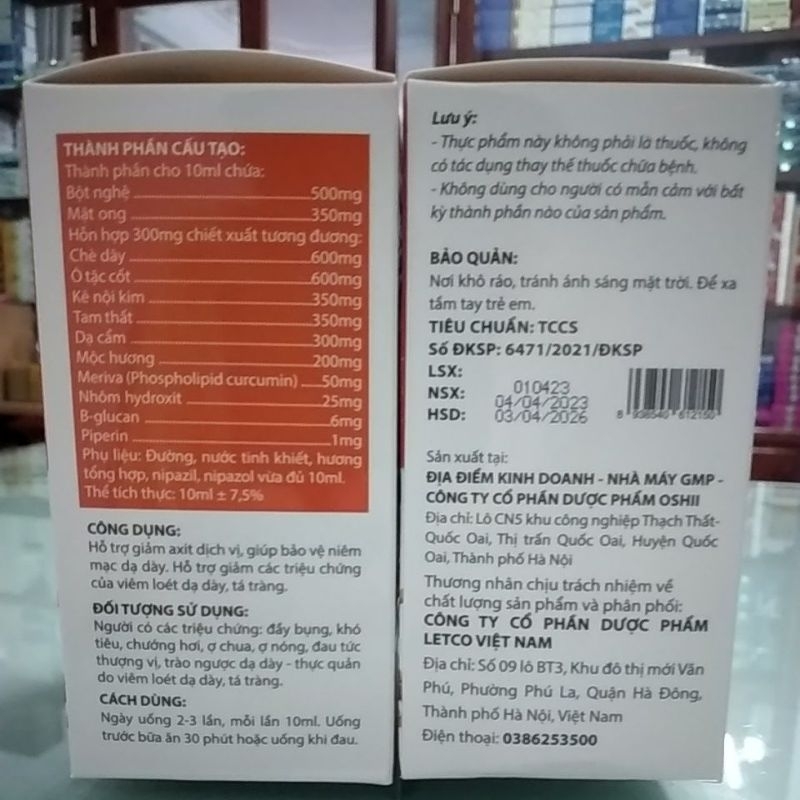 THÀNH PHẦN CẤU TẠO:
Thành phần cho 10ml chứa:
Bột nghệ 500mg
Mật ong 350mg
Hỗn hợp 300mg chiết xuất tương đương:
Chè dây 600mg
Ô tặc cốt 600mg
Kê nội kim 350mg
Tam thất 350mg
Dạ cẩm 300mg
Mộc hương 200mg
Meriva (Phospholipid curcumin) 50mg
Nhôm hydroxit 25mg
B-glucan 6mg
Piperin 1mg
Phụ liệu: Đường, nước tinh khiết, hương
tổng hợp, nipazil, nipazol vừa đủ 10ml.
Thể tích thực: 10ml ± 7,5%
CÔNG DỤNG:
Hỗ trợ giảm axit dịch vị, giúp bảo vệ niêm
mạc dạ dày. Hỗ trợ giảm các triệu chứng
của viêm loét dạ dày, tá tràng.
ĐỐI TƯỢNG SỬ DỤNG:
Người có các triệu chứng: đầy bụng, khó
tiêu, chướng hơi, ợ chua, ợ nóng, đau tức
thượng vị, trào ngược dạ dày - thực quản
do viêm loét dạ dày, tá tràng.
CÁCH DÙNG:
Ngày uống 2-3 lần, mỗi lần 10ml. Uống
trước bữa ăn 30 phút hoặc uống khi đau.
Lưu ý:
- Thực phẩm này không phải là thuốc, không
có tác dụng thay thế thuốc chữa bệnh.
- Không dùng cho người có mẫn cảm với bất
kỳ thành phần nào của sản phẩm.
BẢO QUẢN:
Nơi khô ráo, tránh ánh sáng mặt trời. Để xa
tầm tay trẻ em.
TIÊU CHUẨN: TCCS
Số ĐKSP: 6471/2021/ĐKSP
LSX: 010423
NSX: 04/04/2023
HSD: 03/04/2026
8 936540 612150
Sản xuất tại:
ĐỊA ĐIỂM KINH DOANH - NHÀ MÁY GMP -
CÔNG TY CỔ PHẦN DƯỢC PHẨM OSHII
Địa chỉ: Lô CN5 khu công nghiệp Thạch Thất-
Quốc Oai, Thị trấn Quốc Oai, Huyện Quốc
Oai, Thành phố Hà Nội
Thương nhân chịu trách nhiệm về
chất lượng sản phẩm và phân phối:
CÔNG TY CỔ PHẦN DƯỢC PHẨM
LETCO VIỆT NAM
Địa chỉ: Số 09 lô BT3, Khu đô thị mới Văn
Phú, Phường Phú La, Quận Hà Đông,
Thành phố Hà Nội, Việt Nam
Điện thoại: 0386253500